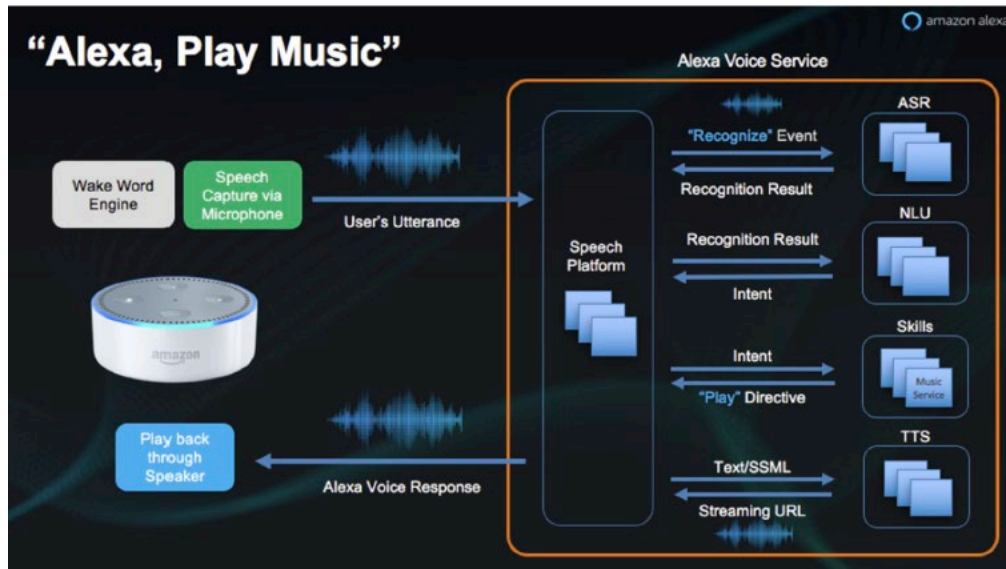 amazon alexa
“Alexa, Play Music”
Alexa Voice Service
ASR
“Recognize” Event
Recognition Result
Wake Word
Engine
Speech
Capture via
Microphone
User's Utterance
Speech
Platform
NLU
Recognition Result
Intent
amazon
Skills
Intent
“Play” Directive
Music
Service
TTS
Play back
through
Speaker
Alexa Voice Response
Text/SSML
Streaming URL